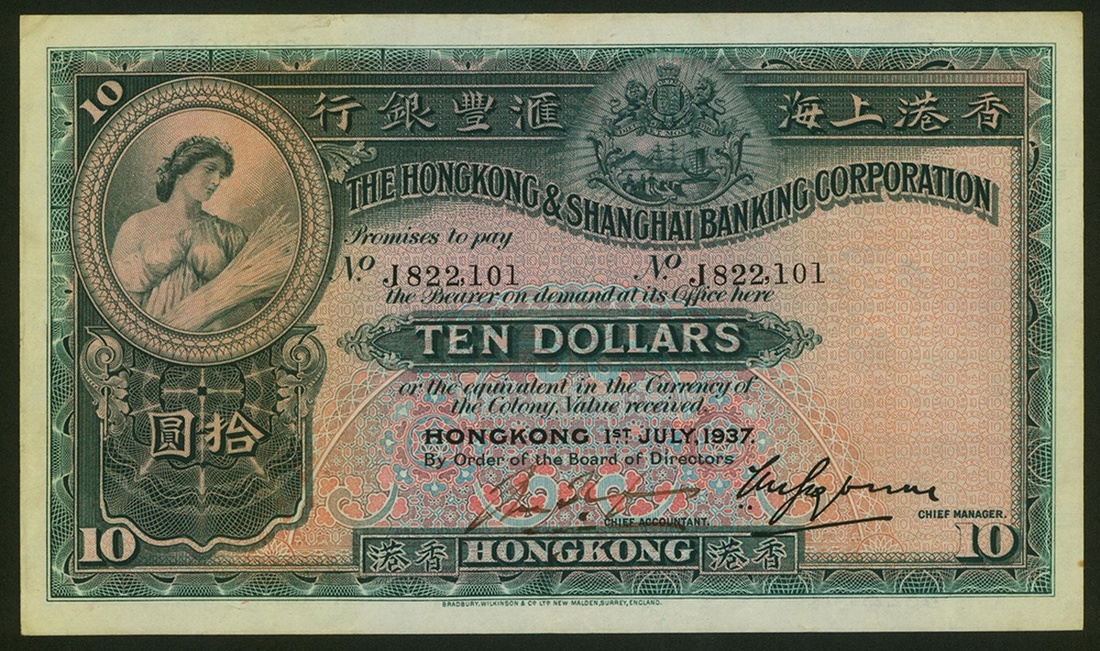 10
行銀豐滙 海上港香
THE HONGKONG & SHANGHAI BANKING CORPORATION
Promises to pay
No. J822,101 No. J822,101
the Bearer on demand at its Office here
TEN DOLLARS
or the equivalent in the Currency of
the Colony, Value received.
圓拾
HONGKONG 1ST JULY, 1937.
By Order of the Board of Directors
CHIEF ACCOUNTANT.
CHIEF MANAGER.
10 港香 HONGKONG 港香 10
BRADBURY, WILKINSON & Co LTD NEW MALDEN, SURREY, ENGLAND.